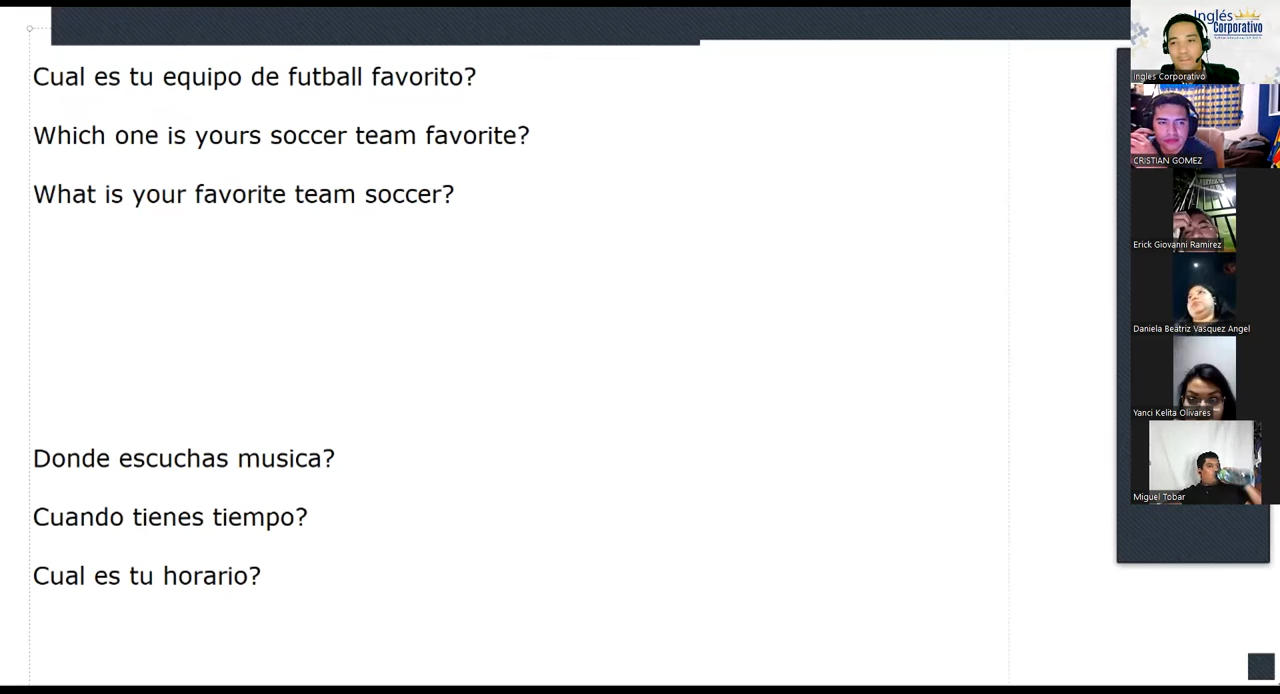 Cual es tu equipo de futball favorito?
Which one is yours soccer team favorite?
What is your favorite team soccer?
Donde escuchas musica?
Cuando tienes tiempo?
Cual es tu horario?
Inglés
Corporativo
Ingles Corporativo
CRISTIAN GOMEZ
Erick Giovanni Ramirez
Daniela Beatriz Vasquez Angel
Yanci Kelita Olivares
Miguel Tobar